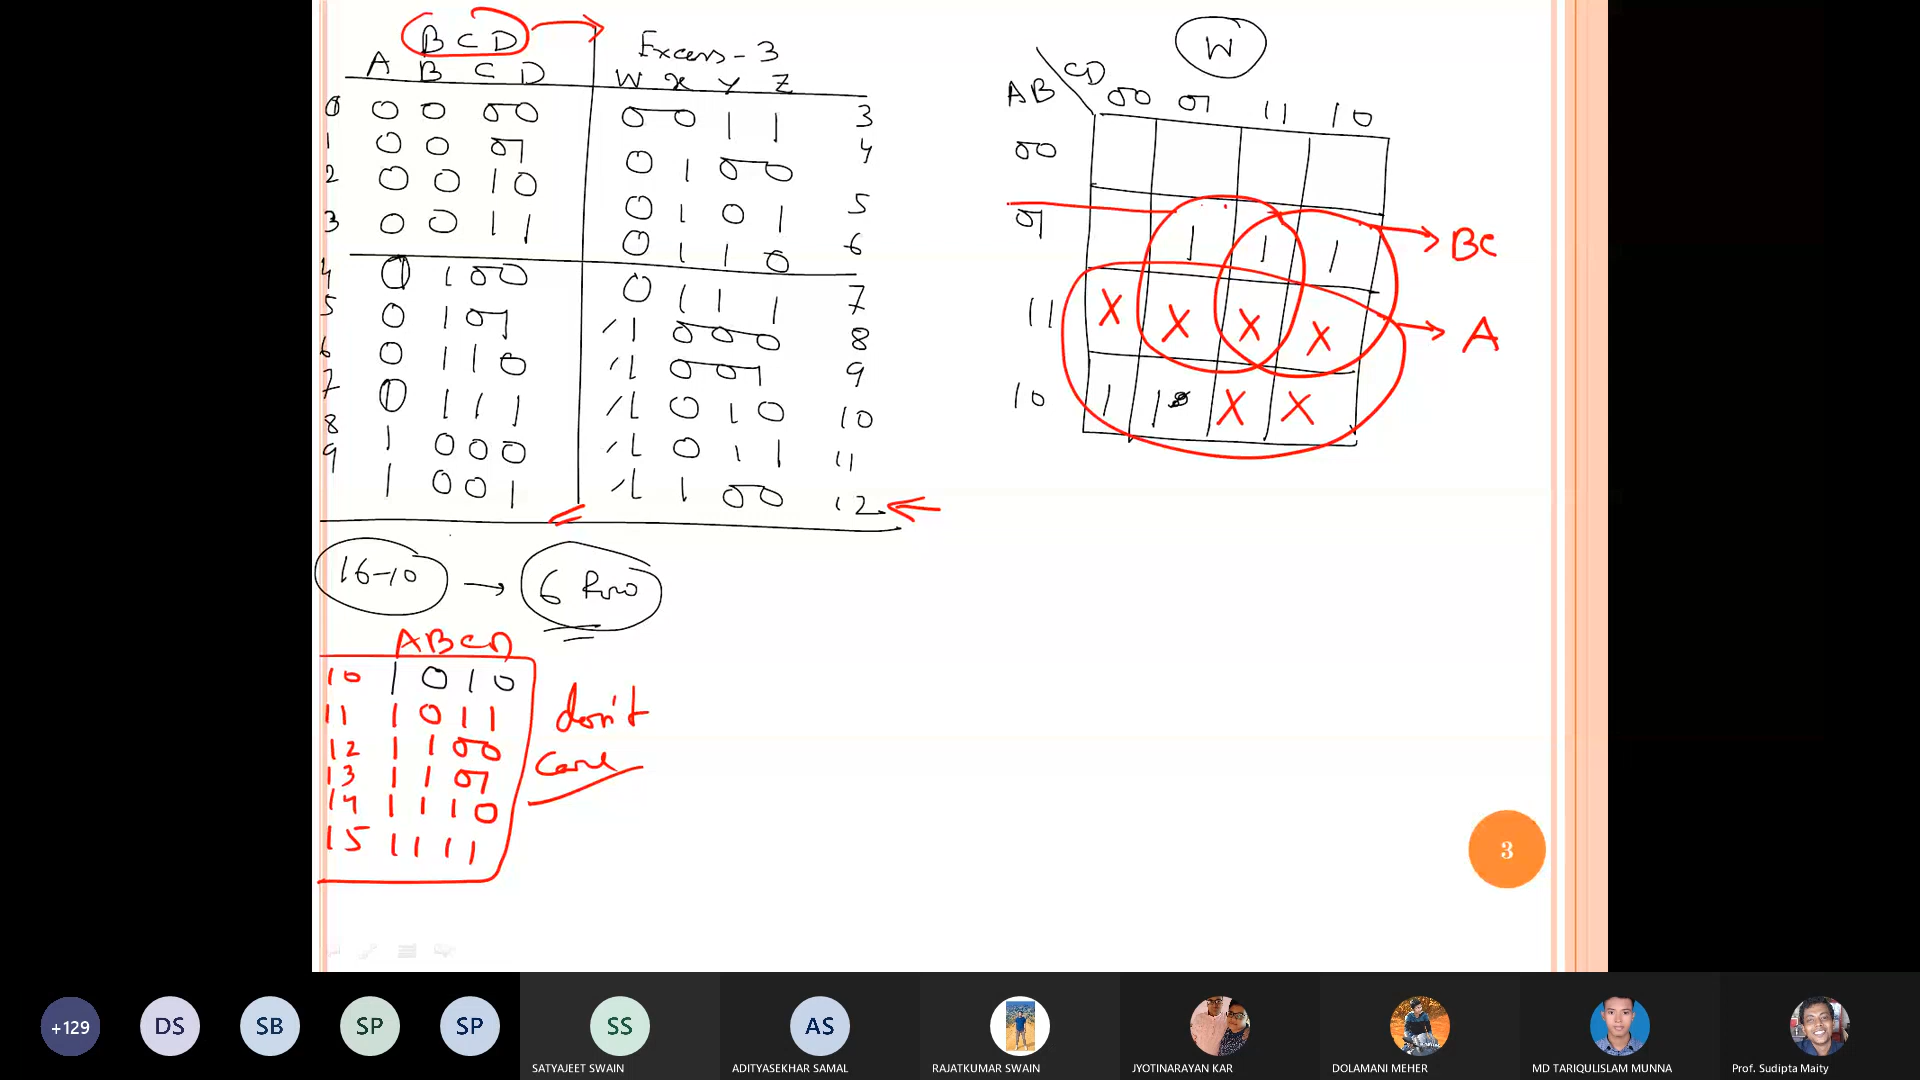 BCD
Excess-3
A B C D W X Y Z
0 0 0 0 0 0 0 1 1 3
1 0 0 0 1 0 1 0 0 4
2 0 0 1 0 0 1 0 1 5
3 0 0 1 1 0 1 1 0 6
4 0 1 0 0 0 1 1 1 7
5 0 1 0 1 1 0 0 0 8
6 0 1 1 0 1 0 0 1 9
7 0 1 1 1 1 0 1 0 10
8 1 0 0 0 1 0 1 1 11
9 1 0 0 1 1 1 0 0 12
16-10 → 6 Row
ABCD
10 1 0 1 0
11 1 0 1 1
12 1 1 0 0
13 1 1 0 1
14 1 1 1 0
15 1 1 1 1
don't
care
W
AB CD
00 01 11 10
00
01 1 1 1
11 X X X X
10 1 1 X X
BC
A
3
+129
DS
SB
SP
SP
SS
AS
SATYAJEET SWAIN
ADITYASEKHAR SAMAL
RAJATKUMAR SWAIN
JYOTINARAYAN KAR
DOLAMANI MEHER
MD TARIQULISLAM MUNNA
Prof. Sudipta Maity